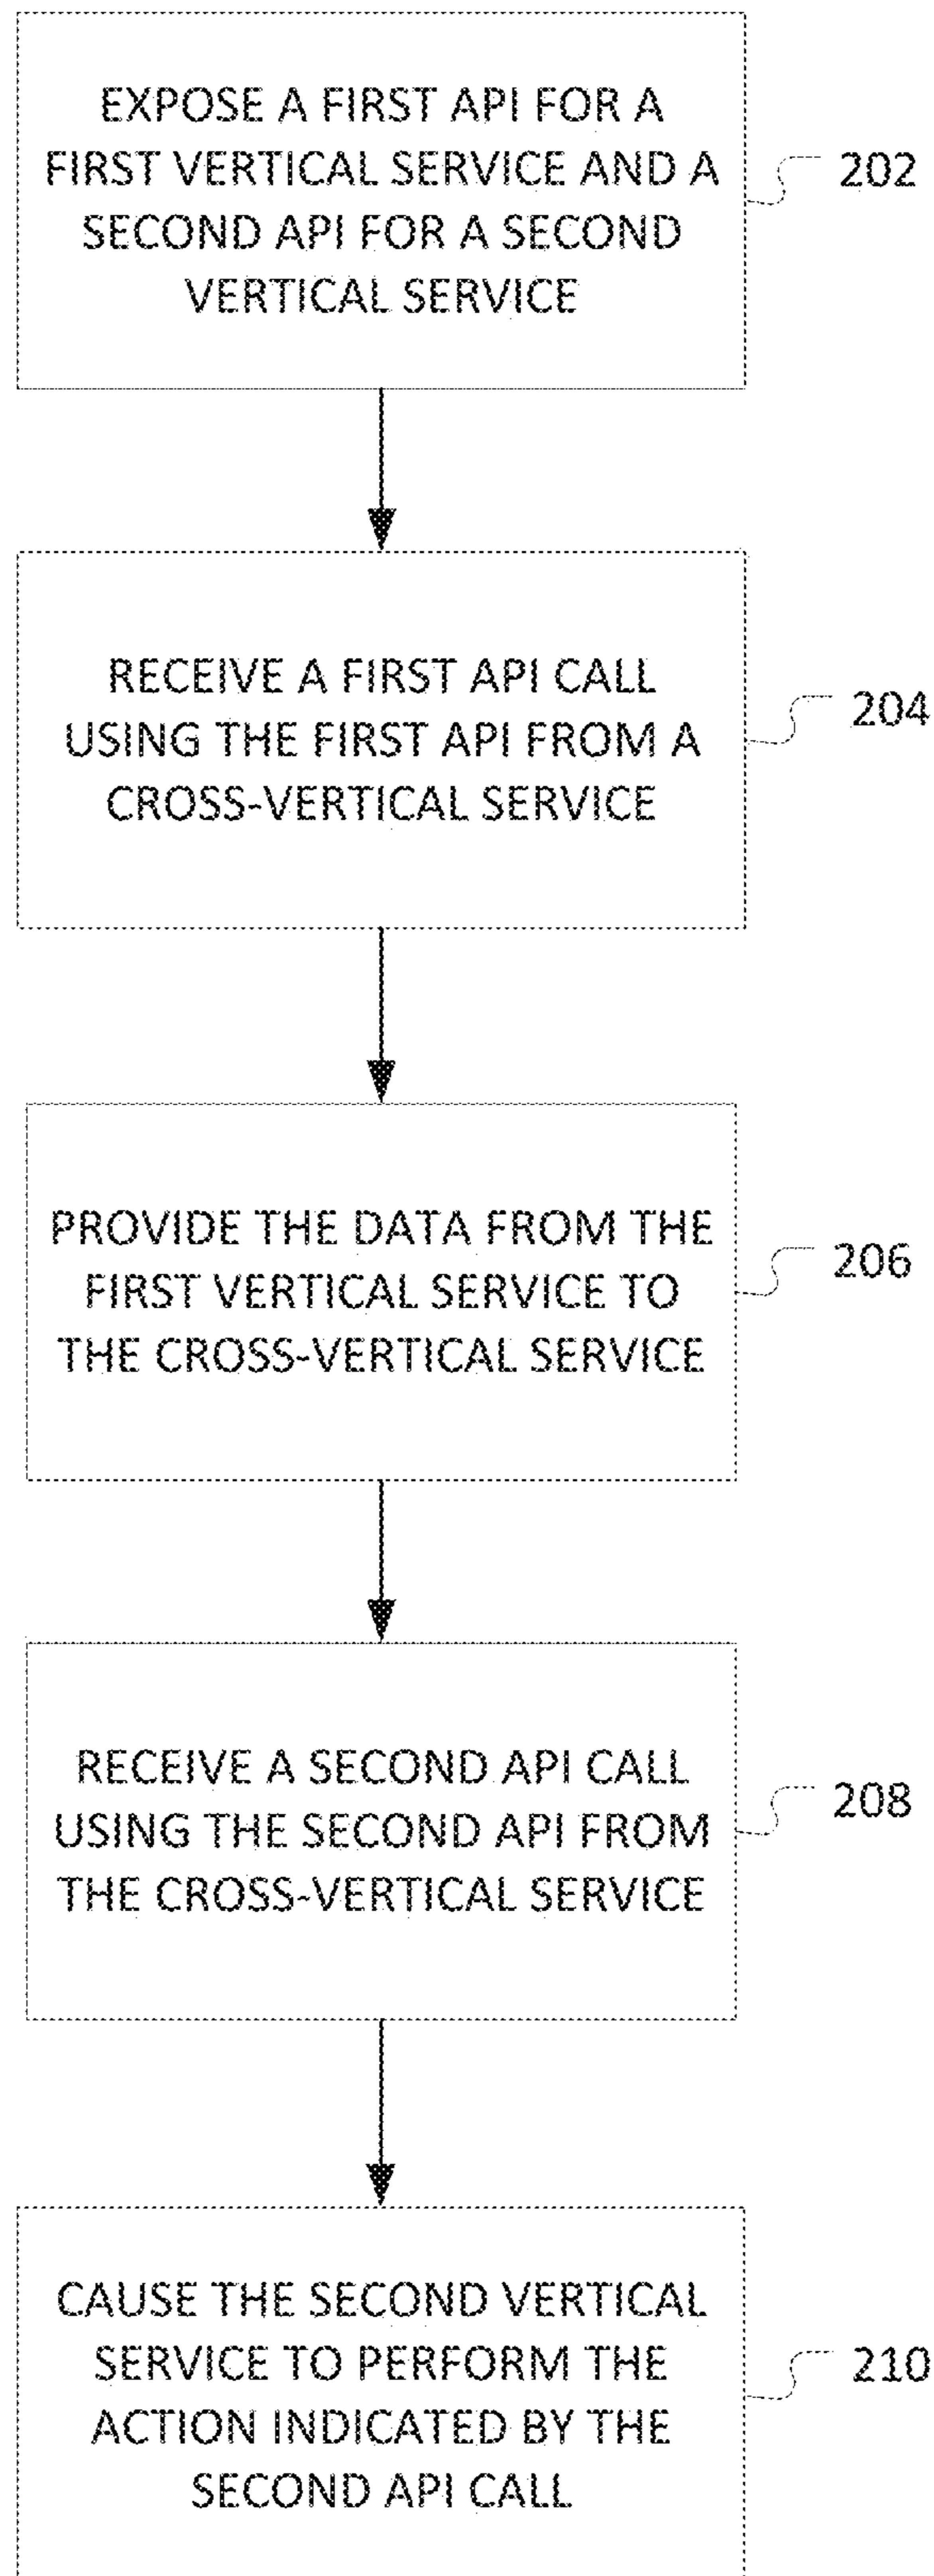 EXPOSE A FIRST API FOR A
FIRST VERTICAL SERVICE AND A
SECOND API FOR A SECOND
VERTICAL SERVICE
202
RECEIVE A FIRST API CALL
USING THE FIRST API FROM A
CROSS-VERTICAL SERVICE
204
PROVIDE THE DATA FROM THE
FIRST VERTICAL SERVICE TO
THE CROSS-VERTICAL SERVICE
206
RECEIVE A SECOND API CALL
USING THE SECOND API FROM
THE CROSS-VERTICAL SERVICE
208
CAUSE THE SECOND VERTICAL
SERVICE TO PERFORM THE
ACTION INDICATED BY THE
SECOND API CALL
210